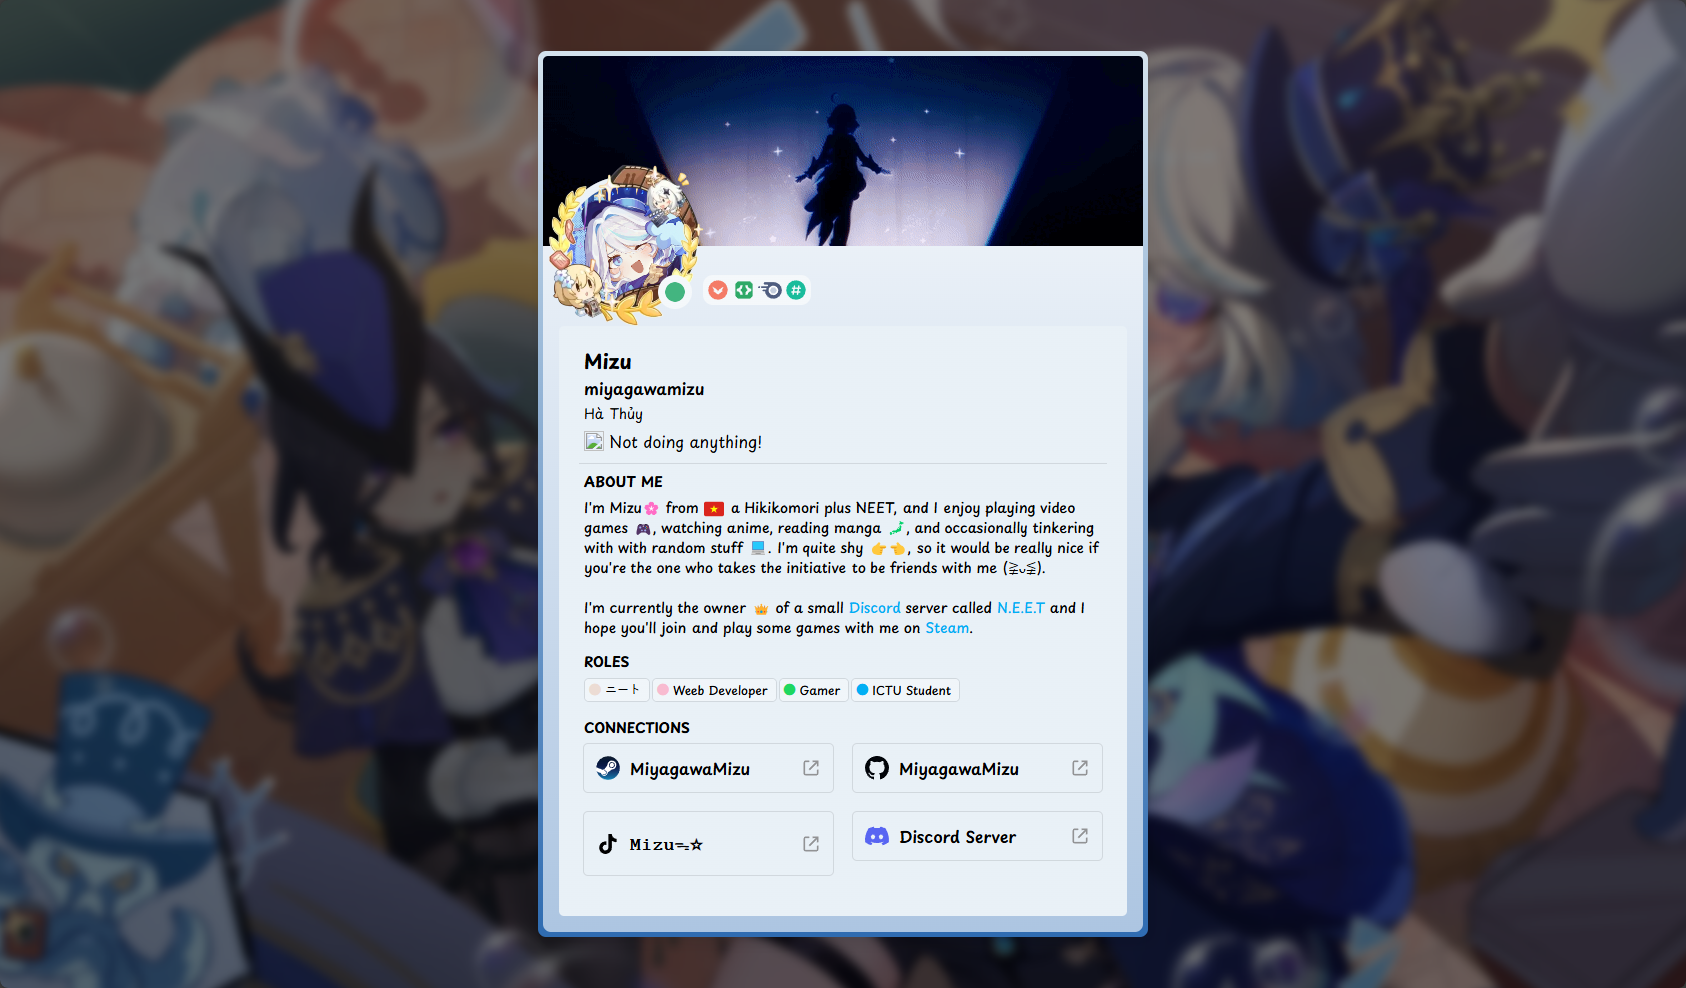 Mizu
miyagawamizu
Hà Thủy
Not doing anything!
ABOUT ME
I'm Mizu🌸 from 🇻🇳 a Hikikomori plus NEET, and I enjoy playing video
games 🎮, watching anime, reading manga 🗾, and occasionally tinkering
with with random stuff 💻. I'm quite shy 👉👈, so it would be really nice if
you're the one who takes the initiative to be friends with me (≧ᴗ≦).
I'm currently the owner 👑 of a small Discord server called N.E.E.T and I
hope you'll join and play some games with me on Steam.
ROLES
ニート Weeb Developer Gamer ICTU Student
CONNECTIONS
MiyagawaMizu MiyagawaMizu
Mizuᯓ☆ Discord Server